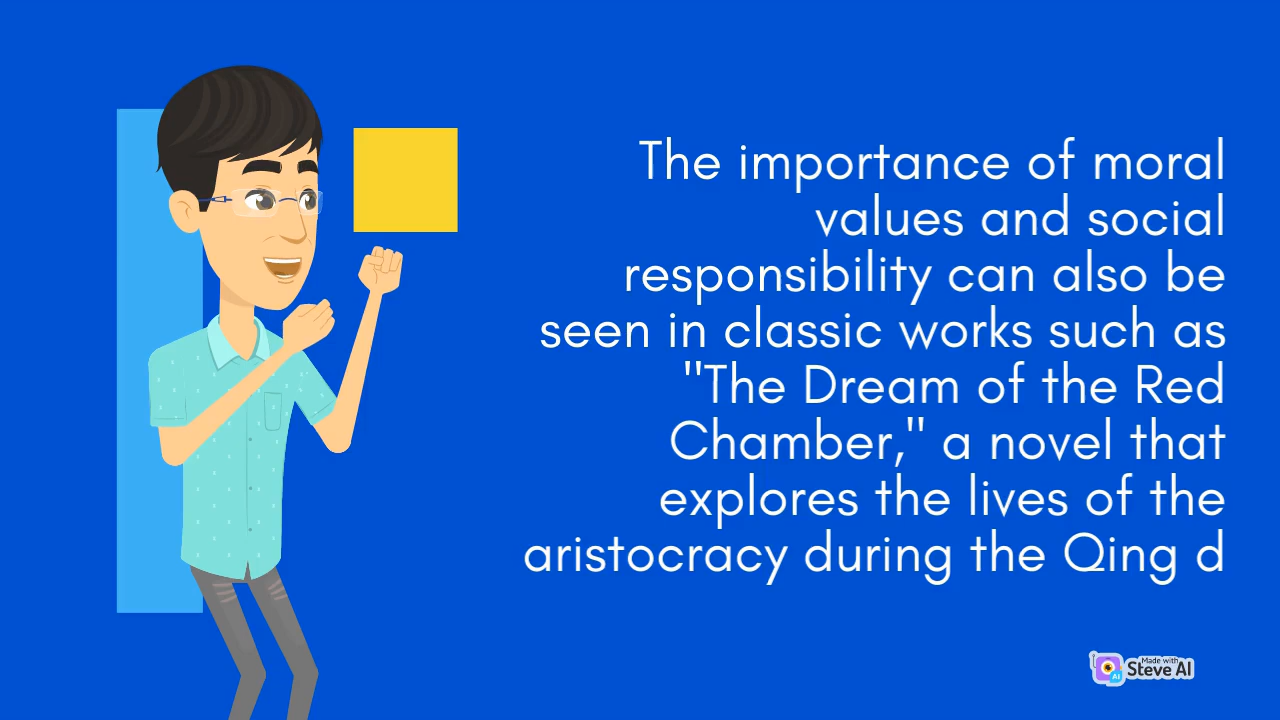 The importance of moral
values and social
responsibility can also be
seen in classic works such as
"The Dream of the Red
Chamber," a novel that
explores the lives of the
aristocracy during the Qing d
Made with
Steve AI
AI